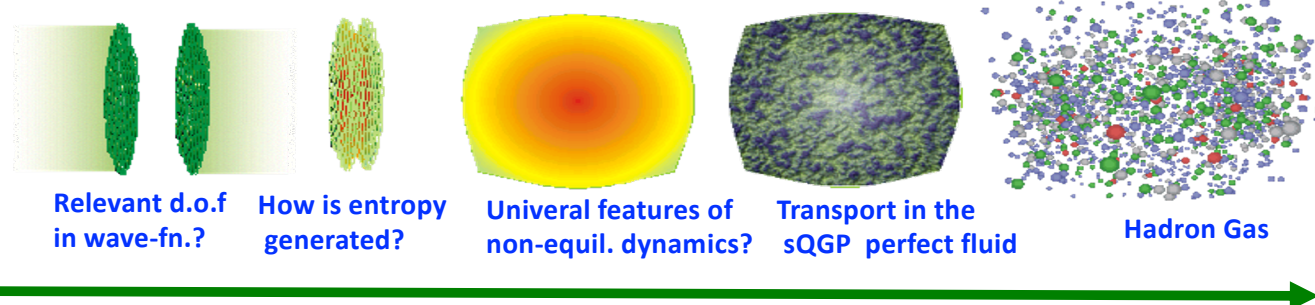 Relevant d.o.f
in wave-fn.?
How is entropy
generated?
Univeral features of
non-equil. dynamics?
Transport in the
sQGP perfect fluid
Hadron Gas